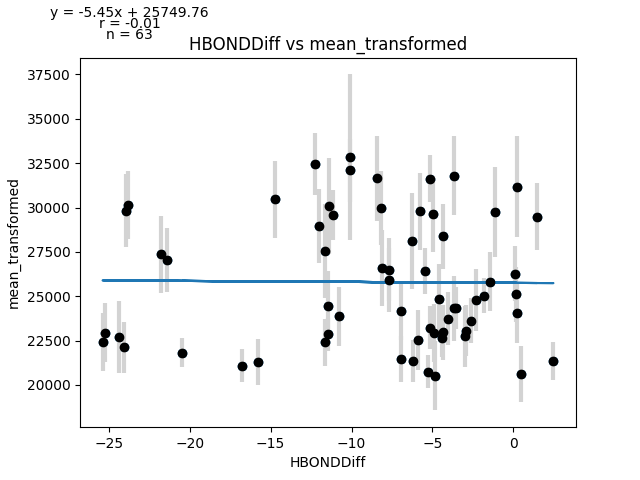 y = -5.45x + 25749.76
r = -0.01
n = 63
HBONDDiff vs mean_transformed
37500
35000
32500
30000
27500
25000
22500
20000
mean_transformed
−25 −20 −15 −10 −5 0
HBONDDiff